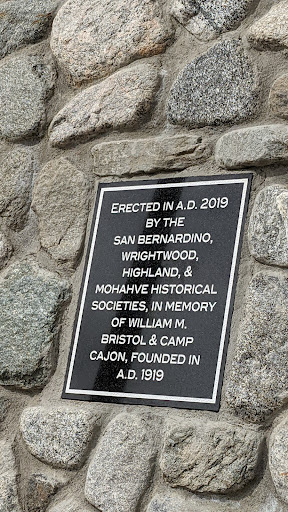 Erected in A.D. 2019
by the
San Bernardino,
Wrightwood,
Highland, &
Mohahve Historical
Societies, in memory
of William M.
Bristol & Camp
Cajon, founded in
A.D. 1919